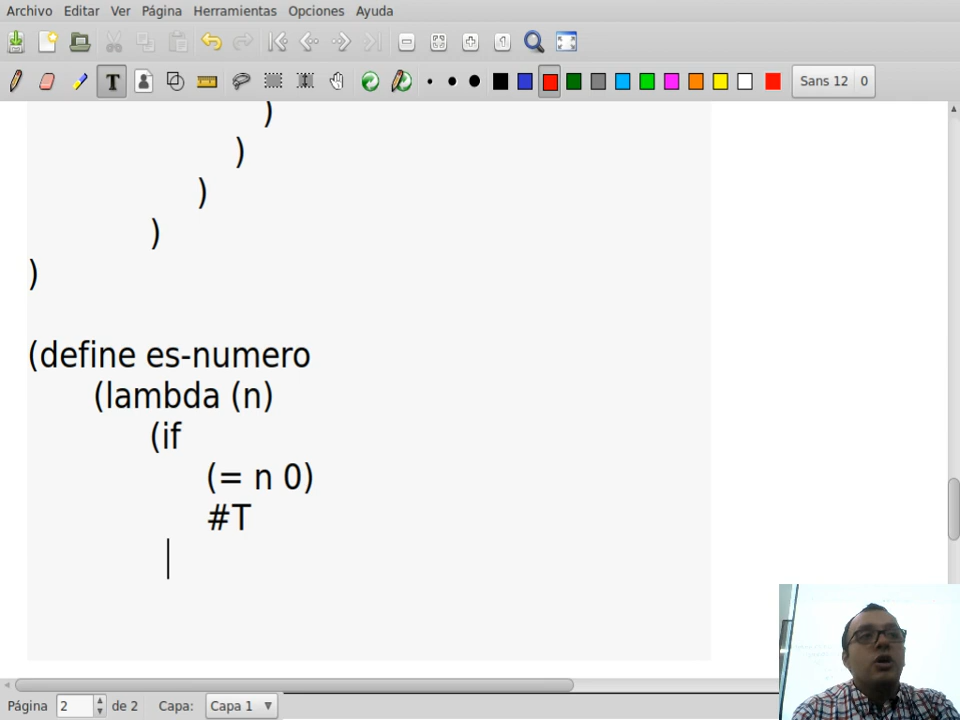 Archivo Editar Ver Página Herramientas Opciones Ayuda
T Sans 12 0
)
)
)
)
)
(define es-numero
(lambda (n)
(if
(= n 0)
#T
Página 2 de 2 Capa: Capa 1